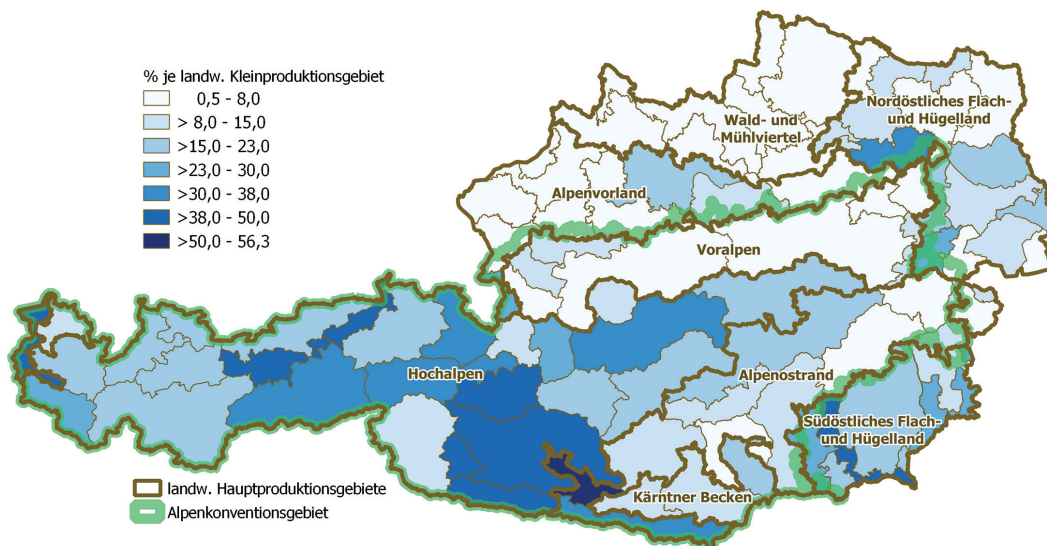 % je landw. Kleinproduktionsgebiet
0,5 - 8,0
> 8,0 - 15,0
>15,0 - 23,0
>23,0 - 30,0
>30,0 - 38,0
>38,0 - 50,0
>50,0 - 56,3
Nordöstliches Flach-
und Hügelland
Wald- und
Mühlviertel
Alpenvorland
Voralpen
Hochalpen
Alpenostrand
Südöstliches Flach-
und Hügelland
Kärntner Becken
landw. Hauptproduktionsgebiete
Alpenkonventionsgebiet